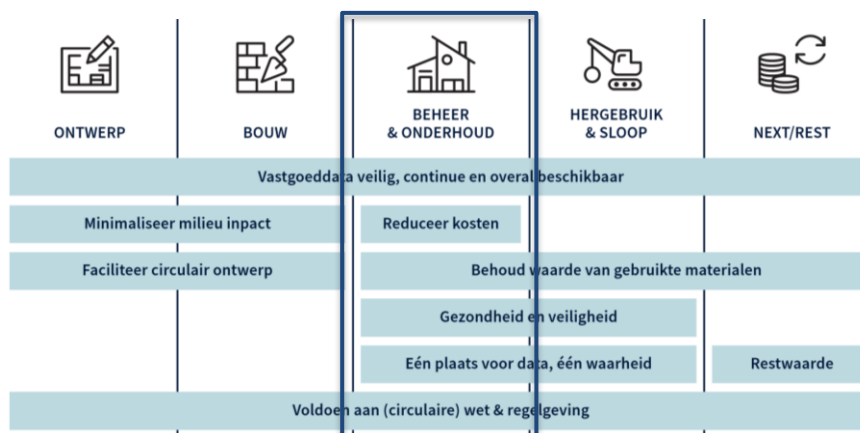 ONTWERP
BOUW
BEHEER
& ONDERHOUD
HERGEBRUIK
& SLOOP
NEXT/REST
Vastgoeddata veilig, continue en overal beschikbaar
Minimaliseer milieu inpact
Reduceer kosten
Faciliteer circulair ontwerp
Behoud waarde van gebruikte materialen
Gezondheid en veiligheid
Eén plaats voor data, één waarheid
Restwaarde
Voldoen aan (circulaire) wet & regelgeving